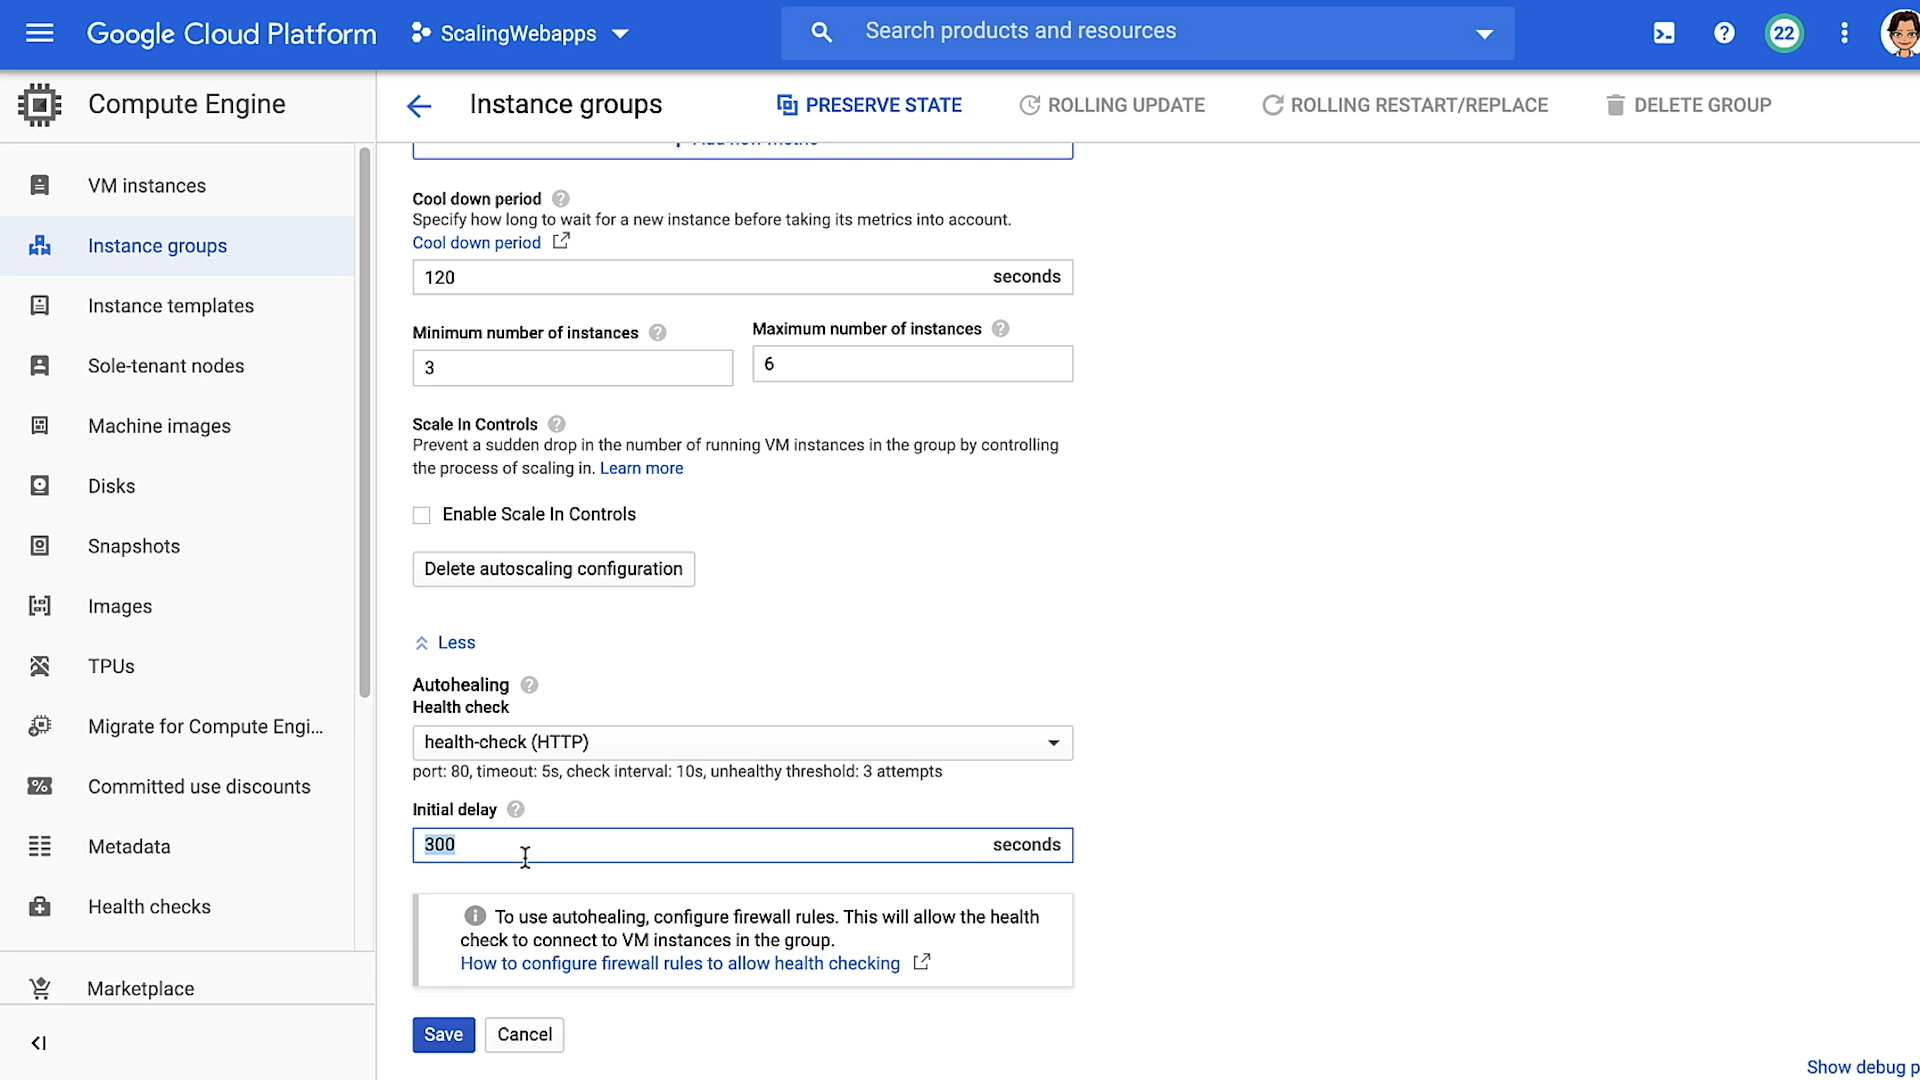 Google Cloud Platform
ScalingWebapps
Search products and resources
22
Compute Engine
Instance groups
PRESERVE STATE
ROLLING UPDATE
ROLLING RESTART/REPLACE
DELETE GROUP
VM instances
Instance groups
Instance templates
Sole-tenant nodes
Machine images
Disks
Snapshots
Images
TPUs
Migrate for Compute Engi...
Committed use discounts
Metadata
Health checks
Marketplace
Cool down period
Specify how long to wait for a new instance before taking its metrics into account.
Cool down period
120 seconds
Minimum number of instances
3
Maximum number of instances
6
Scale In Controls
Prevent a sudden drop in the number of running VM instances in the group by controlling
the process of scaling in. Learn more
Enable Scale In Controls
Delete autoscaling configuration
Less
Autohealing
Health check
health-check (HTTP)
port: 80, timeout: 5s, check interval: 10s, unhealthy threshold: 3 attempts
Initial delay
300 seconds
To use autohealing, configure firewall rules. This will allow the health
check to connect to VM instances in the group.
How to configure firewall rules to allow health checking
Save
Cancel
Show debug p